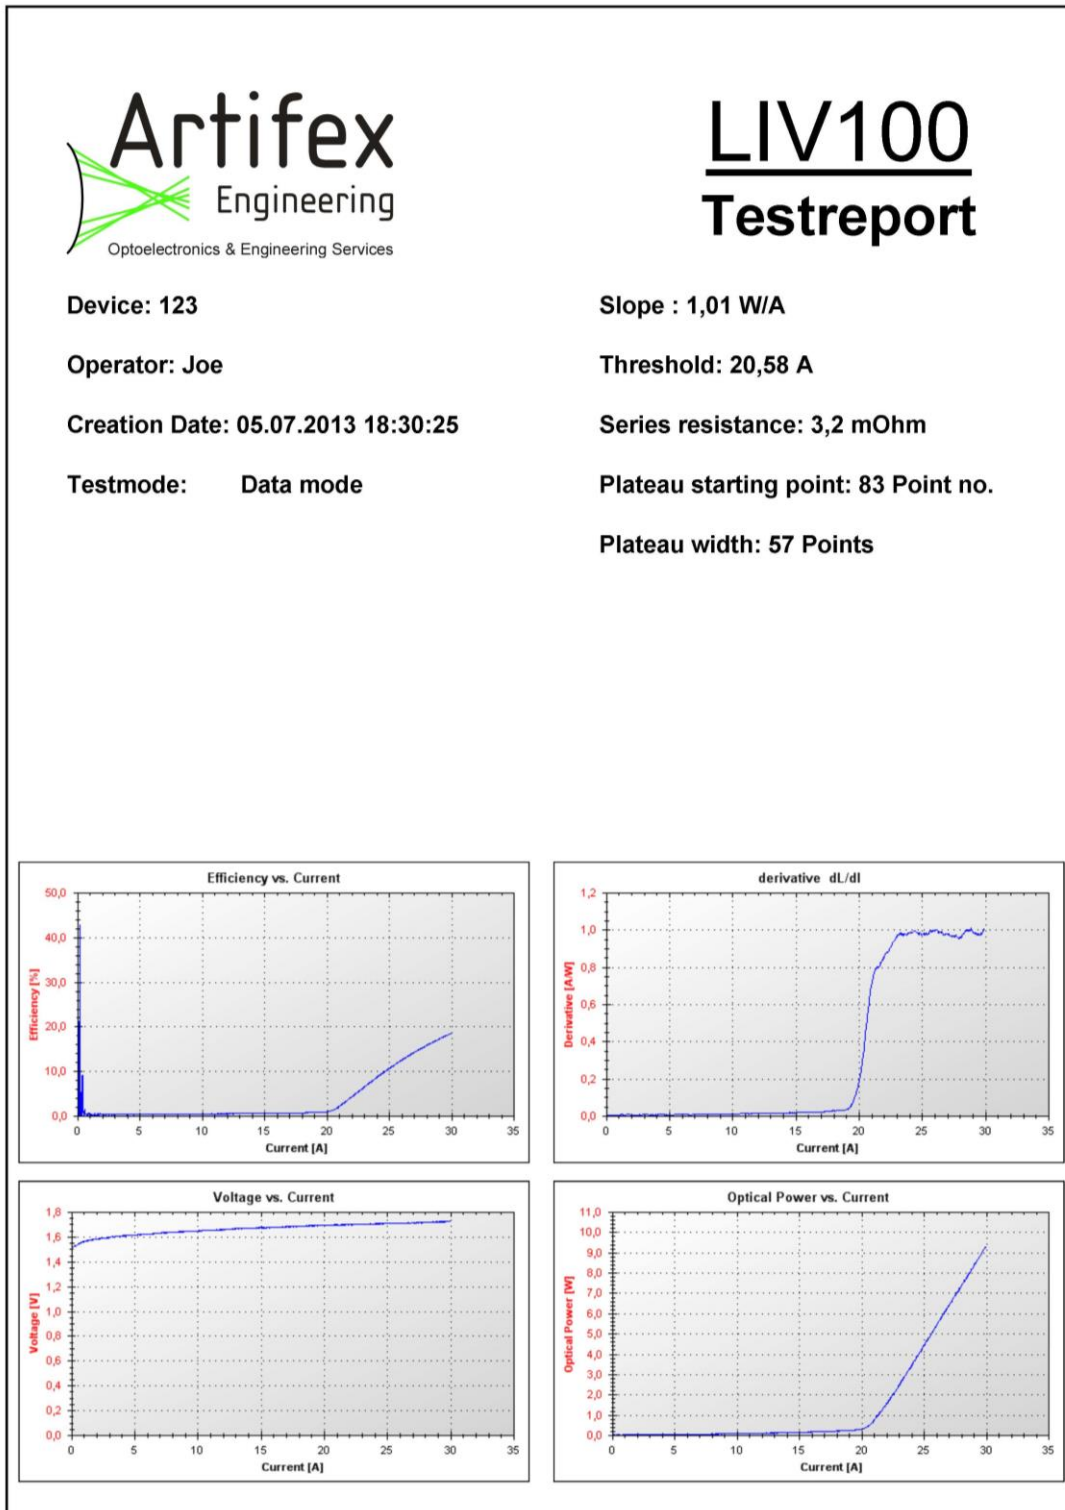 Artifex
Engineering
Optoelectronics & Engineering Services
LIV100
Testreport
Device: 123
Operator: Joe
Creation Date: 05.07.2013 18:30:25
Testmode: Data mode
Slope : 1,01 W/A
Threshold: 20,58 A
Series resistance: 3,2 mOhm
Plateau starting point: 83 Point no.
Plateau width: 57 Points
Efficiency vs. Current
Efficiency [%]
50,0
40,0
30,0
20,0
10,0
0,0
0 5 10 15 20 25 30 35
Current [A]
derivative dL/dI
Derivative [A/W]
1,2
1,0
0,8
0,6
0,4
0,2
0,0
0 5 10 15 20 25 30 35
Current [A]
Voltage vs. Current
Voltage [V]
1,8
1,6
1,4
1,2
1,0
0,8
0,6
0,4
0,2
0,0
0 5 10 15 20 25 30 35
Current [A]
Optical Power vs. Current
Optical Power [W]
11,0
10,0
9,0
8,0
7,0
6,0
5,0
4,0
3,0
2,0
1,0
0,0
0 5 10 15 20 25 30 35
Current [A]